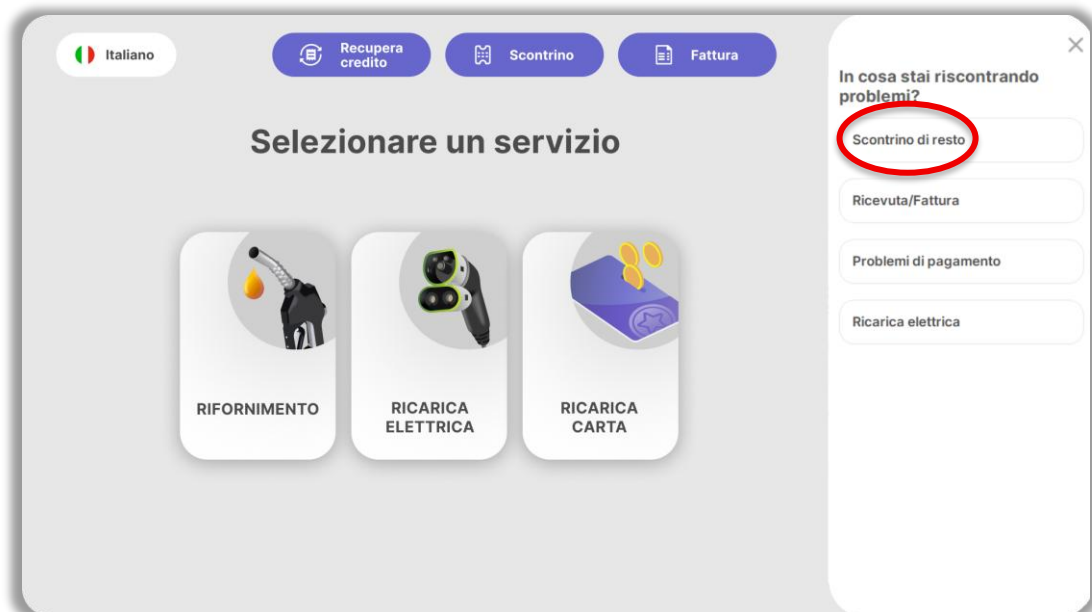 Italiano
Recupera
credito
Scontrino
Fattura
Selezionare un servizio
RIFORNIMENTO
RICARICA
ELETTRICA
RICARICA
CARTA
In cosa stai riscontrando
problemi?
Scontrino di resto
Ricevuta/Fattura
Problemi di pagamento
Ricarica elettrica